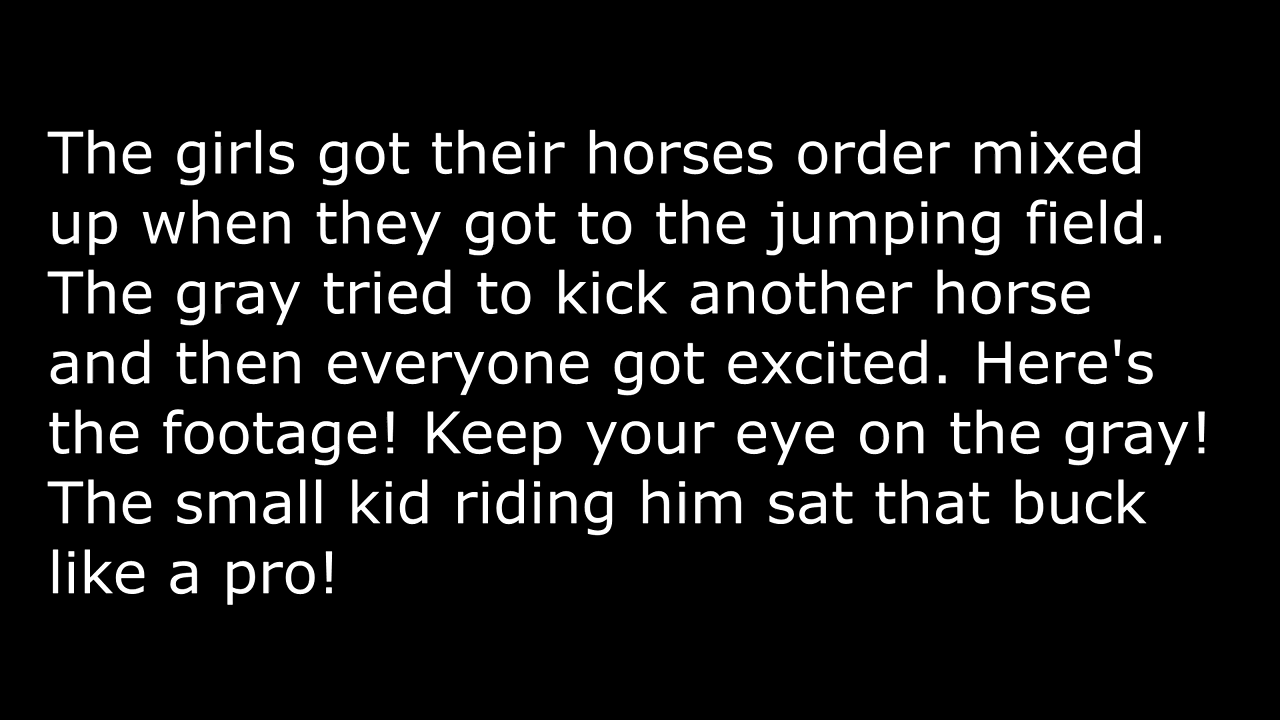 The girls got their horses order mixed
up when they got to the jumping field.
The gray tried to kick another horse
and then everyone got excited. Here's
the footage! Keep your eye on the gray!
The small kid riding him sat that buck
like a pro!